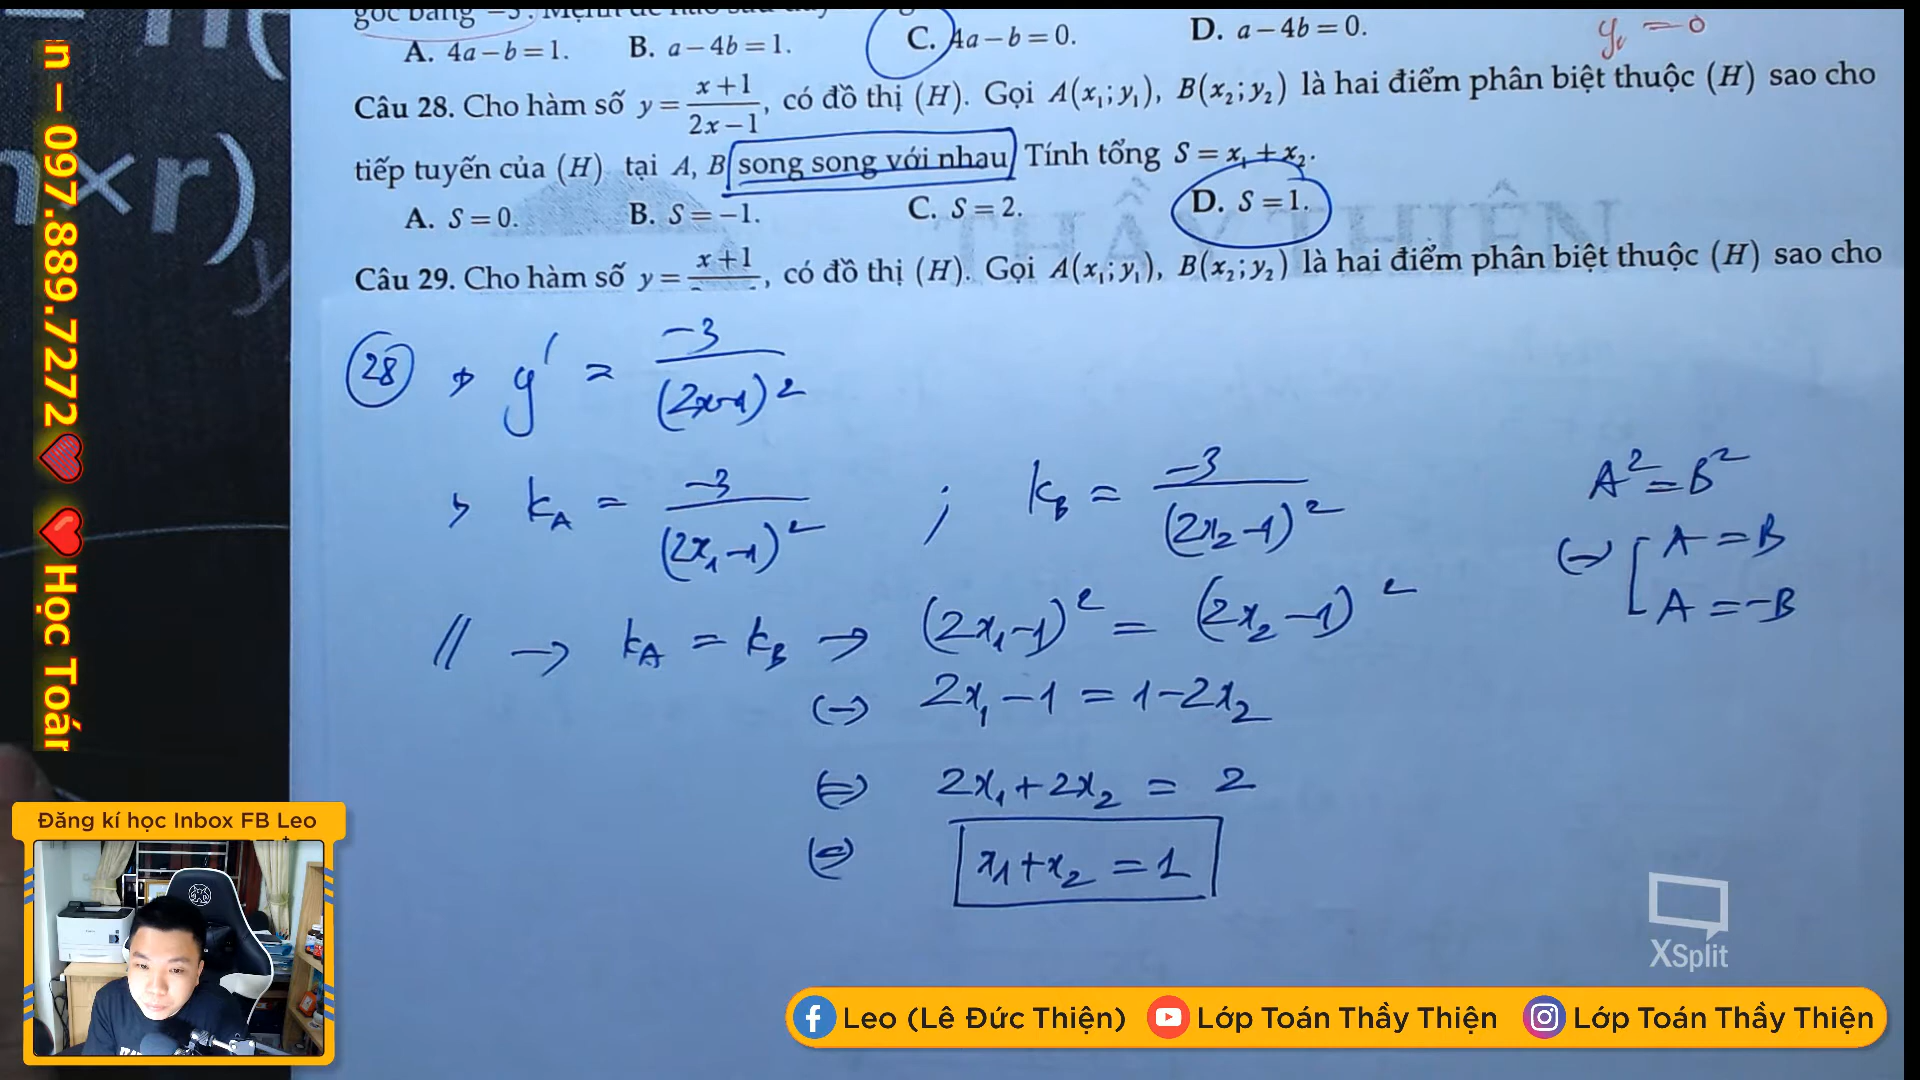 A. 4a − b = 1. B. a − 4b = 1. C. 4a − b = 0. D. a − 4b = 0.
Câu 28. Cho hàm số y = (x+1)/(2x−1), có đồ thị (H). Gọi A(x₁;y₁), B(x₂;y₂) là hai điểm phân biệt thuộc (H) sao cho
tiếp tuyến của (H) tại A, B song song với nhau Tính tổng S = x₁ + x₂.
A. S = 0. B. S = −1. C. S = 2. D. S = 1.
THẦY THIỆN
Câu 29. Cho hàm số y = x+1, có đồ thị (H). Gọi A(x₁;y₁), B(x₂;y₂) là hai điểm phân biệt thuộc (H) sao cho
28 → y' = −3/(2x−1)²
k_A = −3/(2x₁−1)² ; k_B = −3/(2x₂−1)²
// → k_A = k_B → (2x₁−1)² = (2x₂−1)²
(→) 2x₁ − 1 = 1 − 2x₂
⇔ 2x₁ + 2x₂ = 2
⇔ x₁ + x₂ = 1
A² = B²
(→) [ A = B
A = −B
n – 097.889.7272 ♥ ♥ Học Toán
Đăng kí học Inbox FB Leo
XSplit
Leo (Lê Đức Thiện) Lớp Toán Thầy Thiện Lớp Toán Thầy Thiện